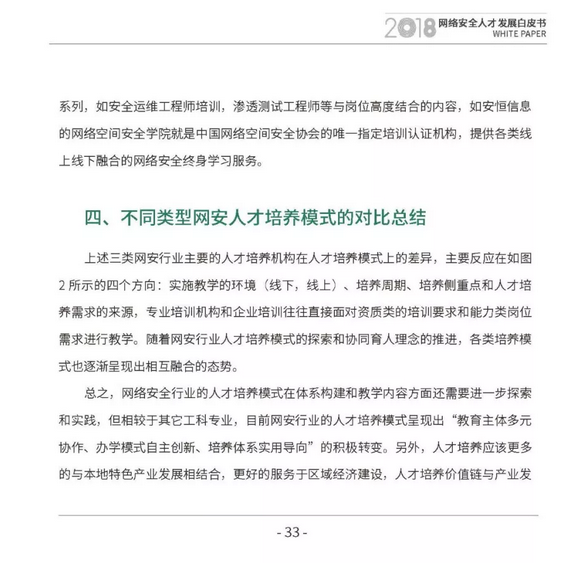 2018 网络安全人才发展白皮书
WHITE PAPER
系列，如安全运维工程师培训，渗透测试工程师等与岗位高度结合的内容，如安恒信息
的网络空间安全学院就是中国网络空间安全协会的唯一指定培训认证机构，提供各类线
上线下融合的网络安全终身学习服务。
四、不同类型网安人才培养模式的对比总结
上述三类网安行业主要的人才培养机构在人才培养模式上的差异，主要反应在如图
2 所示的四个方向：实施教学的环境（线下，线上）、培养周期、培养侧重点和人才培
养需求的来源，专业培训机构和企业培训往往直接面对资质类的培训要求和能力类岗位
需求进行教学。随着网安行业人才培养模式的探索和协同育人理念的推进，各类培养模
式也逐渐呈现出相互融合的态势。
总之，网络安全行业的人才培养模式在体系构建和教学内容方面还需要进一步探索
和实践，但相较于其它工科专业，目前网安行业的人才培养模式呈现出“教育主体多元
协作、办学模式自主创新、培养体系实用导向”的积极转变。另外，人才培养应该更多
的与本地特色产业发展相结合，更好的服务于区域经济建设，人才培养价值链与产业发
- 33 -